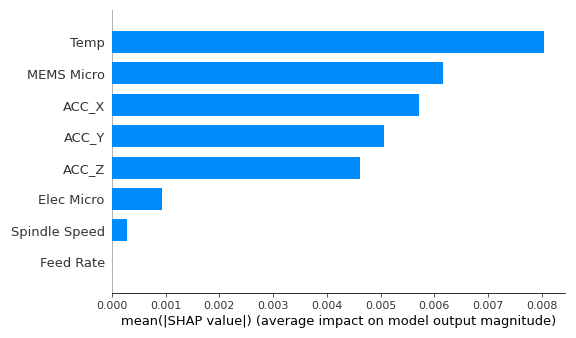 Temp
MEMS Micro
ACC_X
ACC_Y
ACC_Z
Elec Micro
Spindle Speed
Feed Rate
0.000 0.001 0.002 0.003 0.004 0.005 0.006 0.007 0.008
mean(|SHAP value|) (average impact on model output magnitude)